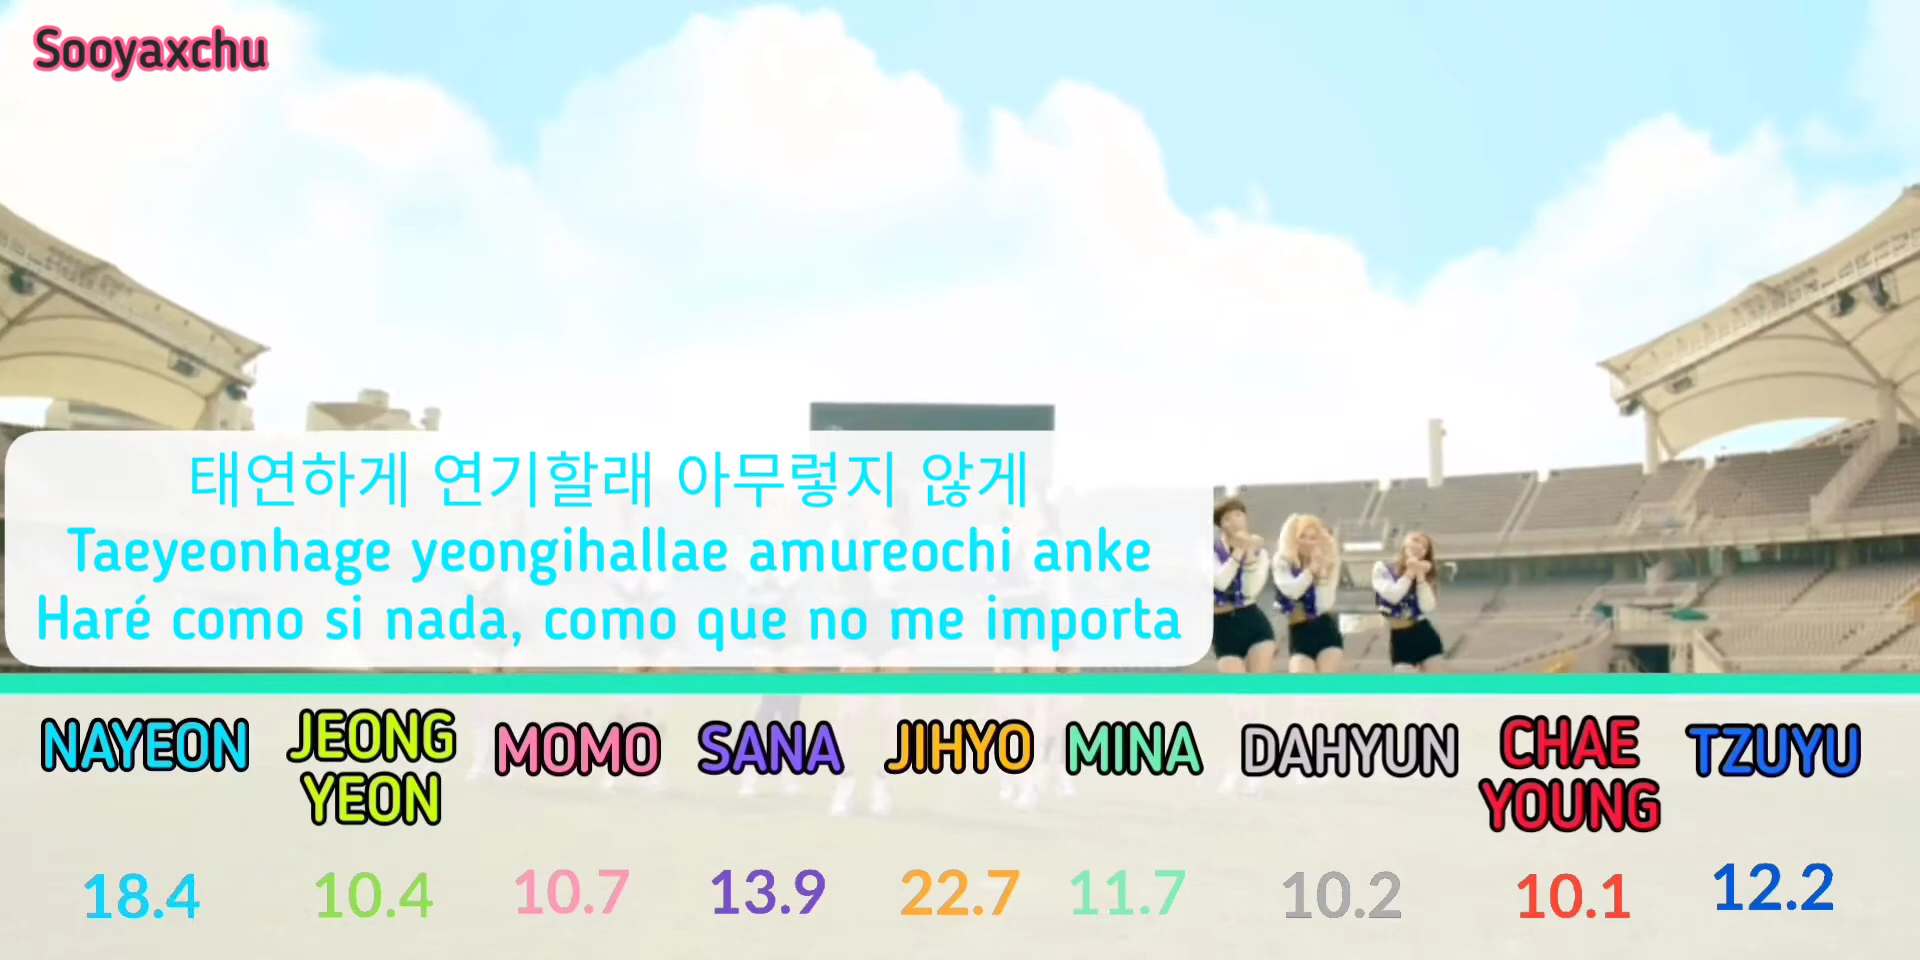 Sooyaxchu
태연하게 연기할래 아무렇지 않게
Taeyeonhage yeongihallae amureochi anke
Haré como si nada, como que no me importa
NAYEON JEONG YEON MOMO SANA JIHYO MINA DAHYUN CHAE YOUNG TZUYU
18.4 10.4 10.7 13.9 22.7 11.7 10.2 10.1 12.2